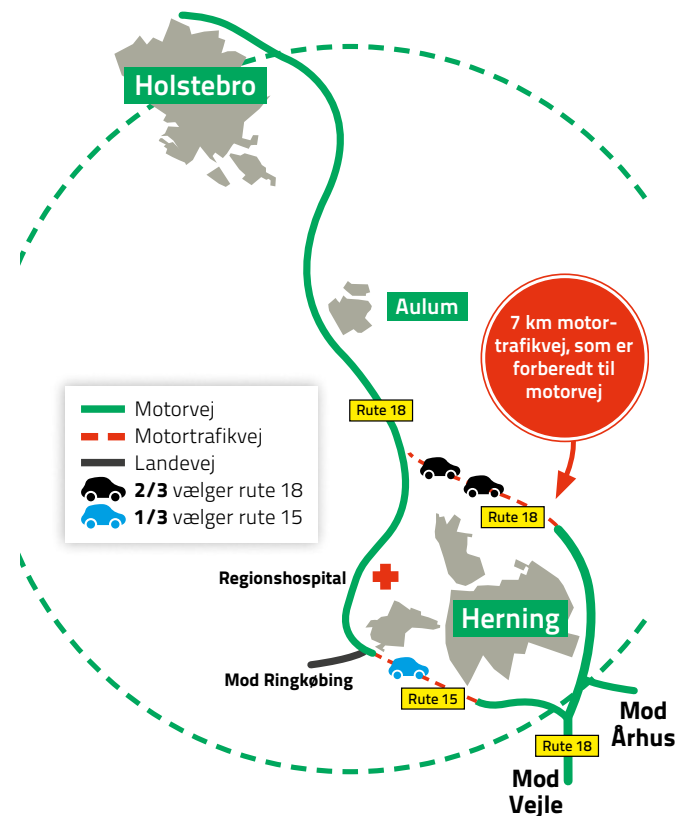 Holstebro
Aulum
7 km motor-
trafikvej, som er
forberedt til
motorvej
Rute 18
Motorvej
Motortrafikvej
Landevej
2/3 vælger rute 18
1/3 vælger rute 15
Rute 18
Regionshospital
Herning
Mod Ringkøbing
Rute 15
Mod
Århus
Rute 18
Mod
Vejle